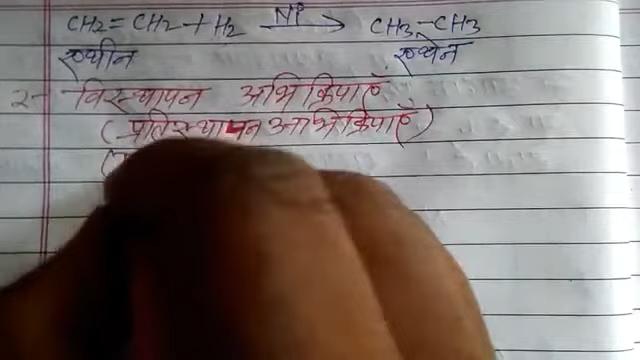 CH2 = CH2 + H2 Ni → CH3-CH3
एथीन एथेन
2- विस्थापन अभिक्रियाएँ
(प्रतिस्थापन अभिक्रियाएँ)